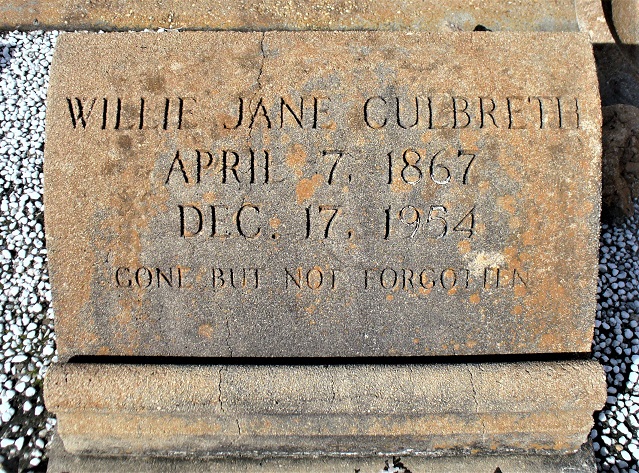 WILLIE JANE CULBRETH
APRIL 7, 1867
DEC. 17, 1954
GONE BUT NOT FORGOTTEN